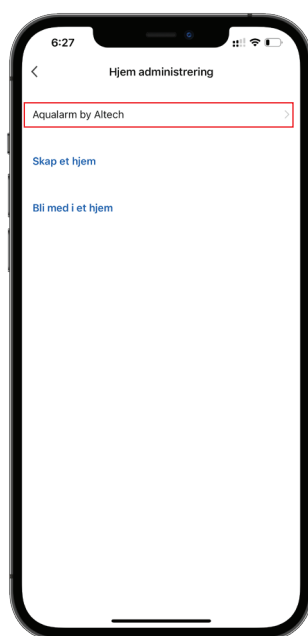 6:27
Hjem administrering
Aqualarm by Altech
Skap et hjem
Bli med i et hjem